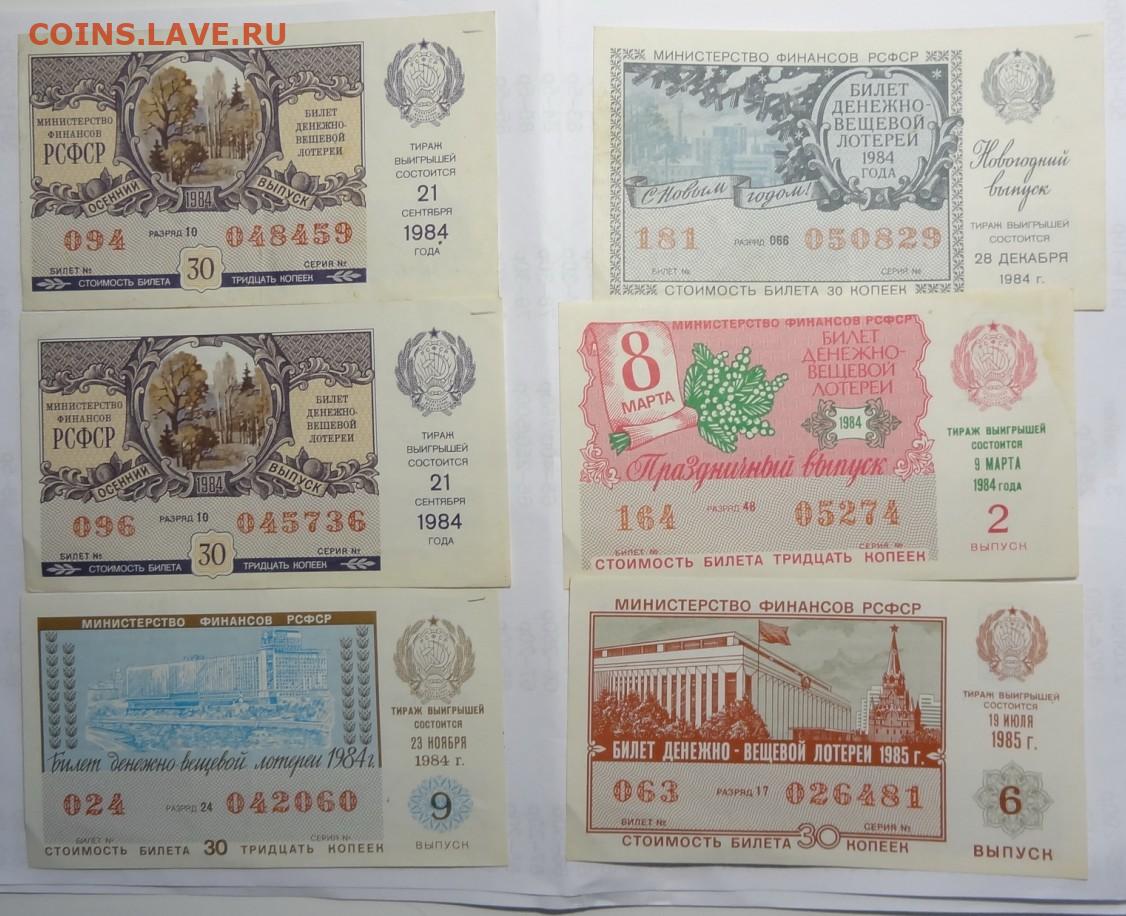 COINS.LAVE.RU
МИНИСТЕРСТВО
ФИНАНСОВ
РСФСР
БИЛЕТ
ДЕНЕЖНО-
ВЕЩЕВОЙ
ЛОТЕРЕИ
ОСЕННИЙ
1984
ВЫПУСК
094
РАЗРЯД 10
048459
БИЛЕТ №
30
СЕРИЯ №
СТОИМОСТЬ БИЛЕТА
ТРИДЦАТЬ КОПЕЕК
ТИРАЖ
ВЫИГРЫШЕЙ
СОСТОИТСЯ
21
СЕНТЯБРЯ
1984
ГОДА
МИНИСТЕРСТВО ФИНАНСОВ РСФСР
БИЛЕТ
ДЕНЕЖНО-
ВЕЩЕВОЙ
ЛОТЕРЕИ
1984
ГОДА
С Новым годом!
181
РАЗРЯД 066
050829
БИЛЕТ №
СЕРИЯ №
СТОИМОСТЬ БИЛЕТА 30 КОПЕЕК
Новогодний
выпуск
ТИРАЖ ВЫИГРЫШЕЙ
СОСТОИТСЯ
28 ДЕКАБРЯ
1984 г.
МИНИСТЕРСТВО
ФИНАНСОВ
РСФСР
БИЛЕТ
ДЕНЕЖНО-
ВЕЩЕВОЙ
ЛОТЕРЕИ
ОСЕННИЙ
1984
ВЫПУСК
096
РАЗРЯД 10
045736
БИЛЕТ №
30
СЕРИЯ №
СТОИМОСТЬ БИЛЕТА
ТРИДЦАТЬ КОПЕЕК
ТИРАЖ
ВЫИГРЫШЕЙ
СОСТОИТСЯ
21
СЕНТЯБРЯ
1984
ГОДА
МИНИСТЕРСТВО ФИНАНСОВ РСФСР
8
МАРТА
БИЛЕТ
ДЕНЕЖНО-
ВЕЩЕВОЙ
ЛОТЕРЕИ
1984
Праздничный выпуск
164
РАЗРЯД 48
05274
БИЛЕТ №
СЕРИЯ №
СТОИМОСТЬ БИЛЕТА ТРИДЦАТЬ КОПЕЕК
ТИРАЖ ВЫИГРЫШЕЙ
СОСТОИТСЯ
9 МАРТА
1984 ГОДА
2
ВЫПУСК
МИНИСТЕРСТВО ФИНАНСОВ РСФСР
Билет денежно-вещевой лотереи 1984 г.
024
РАЗРЯД 24
042060
БИЛЕТ №
СЕРИЯ №
СТОИМОСТЬ БИЛЕТА 30 ТРИДЦАТЬ КОПЕЕК
ТИРАЖ ВЫИГРЫШЕЙ
СОСТОИТСЯ
23 НОЯБРЯ
1984 г.
9
ВЫПУСК
МИНИСТЕРСТВО ФИНАНСОВ РСФСР
БИЛЕТ ДЕНЕЖНО-ВЕЩЕВОЙ ЛОТЕРЕИ 1985 г.
063
РАЗРЯД 17
026481
БИЛЕТ №
СЕРИЯ №
СТОИМОСТЬ БИЛЕТА 30 КОПЕЕК
ТИРАЖ ВЫИГРЫШЕЙ
СОСТОИТСЯ
19 ИЮЛЯ
1985 г.
6
ВЫПУСК